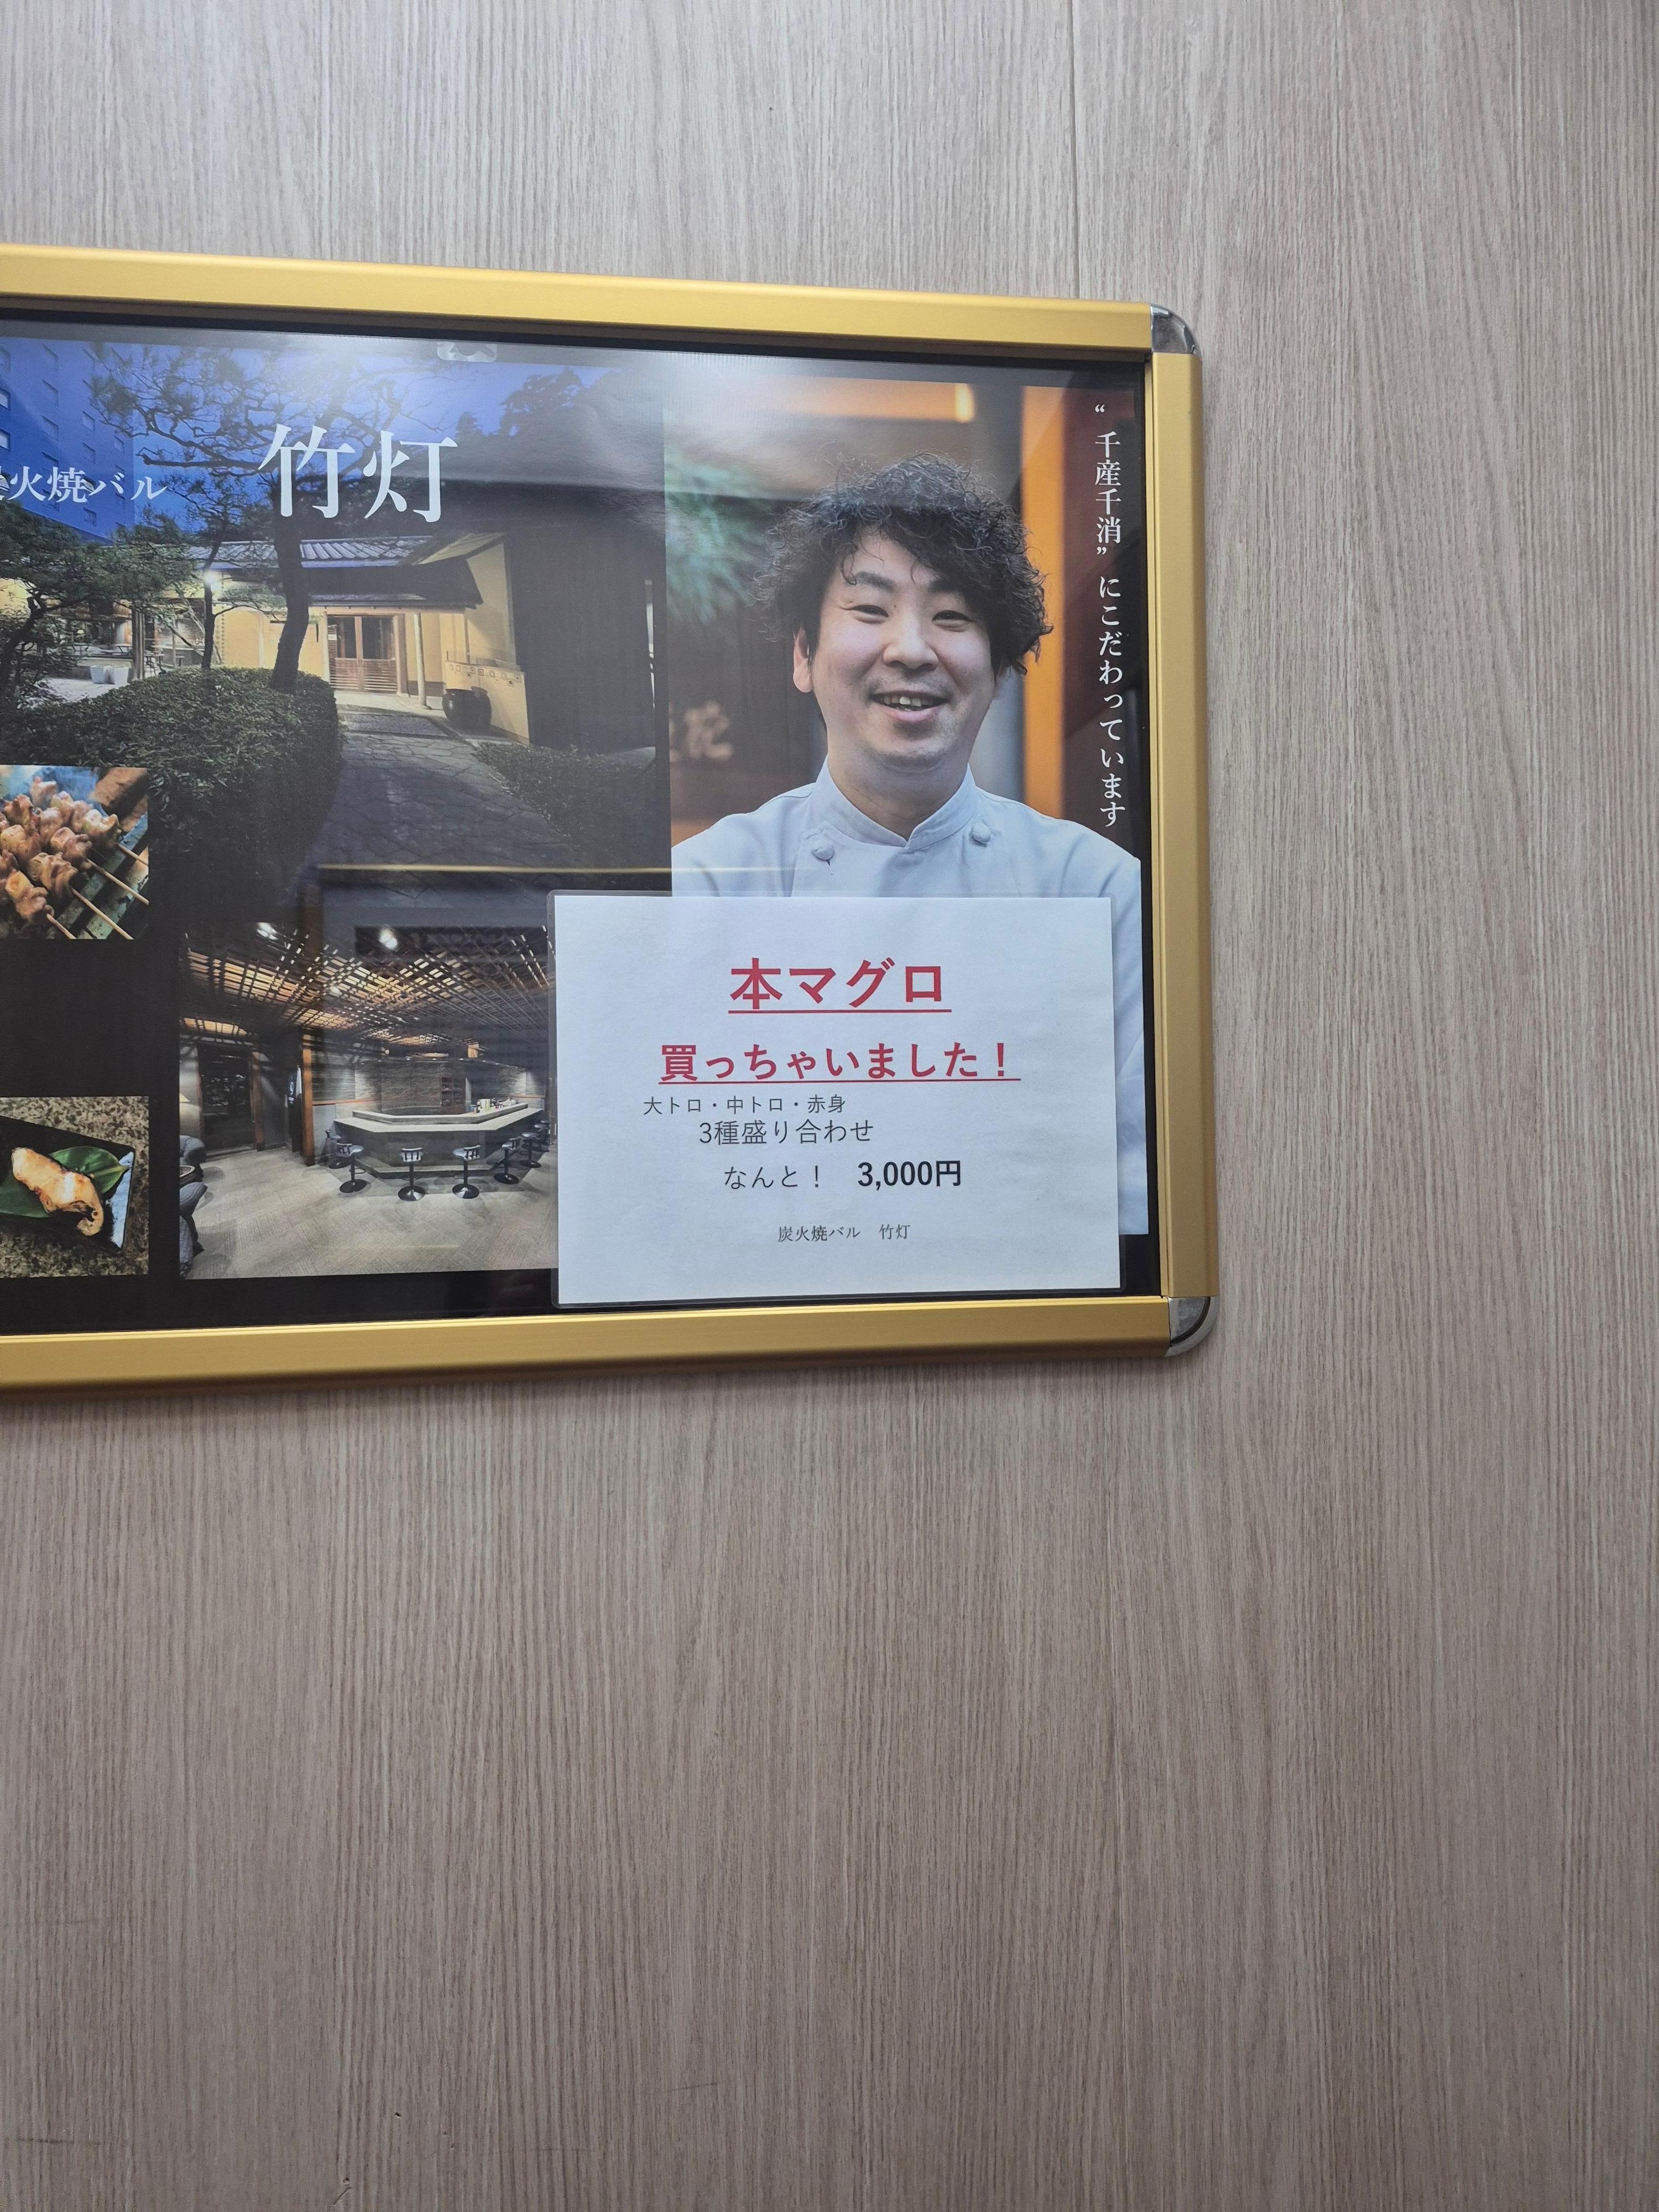 火焼バル
竹灯
“千産千消”にこだわっています
本マグロ
買っちゃいました！
大トロ・中トロ・赤身
3種盛り合わせ
なんと！　3,000円
炭火焼バル　竹灯